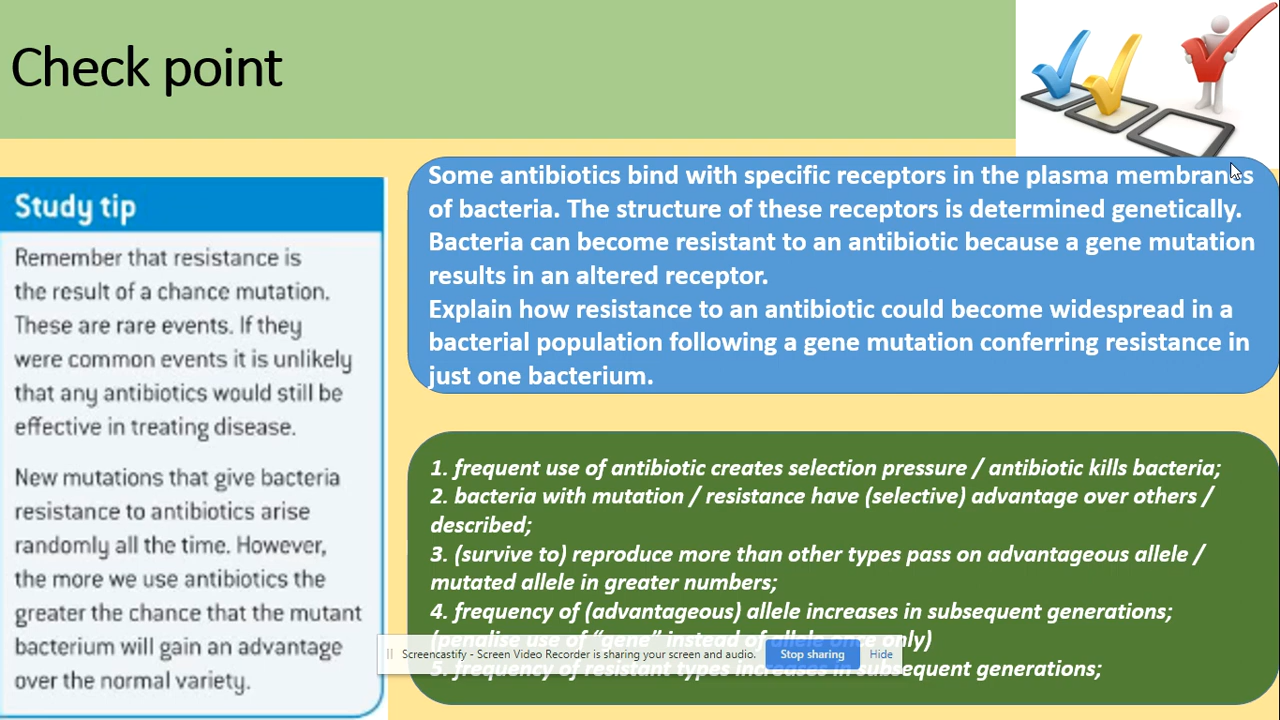 Check point
Study tip
Remember that resistance is
the result of a chance mutation.
These are rare events. If they
were common events it is unlikely
that any antibiotics would still be
effective in treating disease.
New mutations that give bacteria
resistance to antibiotics arise
randomly all the time. However,
the more we use antibiotics the
greater the chance that the mutant
bacterium will gain an advantage
over the normal variety.
Some antibiotics bind with specific receptors in the plasma membranes
of bacteria. The structure of these receptors is determined genetically.
Bacteria can become resistant to an antibiotic because a gene mutation
results in an altered receptor.
Explain how resistance to an antibiotic could become widespread in a
bacterial population following a gene mutation conferring resistance in
just one bacterium.
1. frequent use of antibiotic creates selection pressure / antibiotic kills bacteria;
2. bacteria with mutation / resistance have (selective) advantage over others /
described;
3. (survive to) reproduce more than other types pass on advantageous allele /
mutated allele in greater numbers;
4. frequency of (advantageous) allele increases in subsequent generations;
(penalise use of "gene" instead of allele once only)
5. frequency of resistant types increases in subsequent generations;
Screencastify - Screen Video Recorder is sharing your screen and audio. Stop sharing Hide